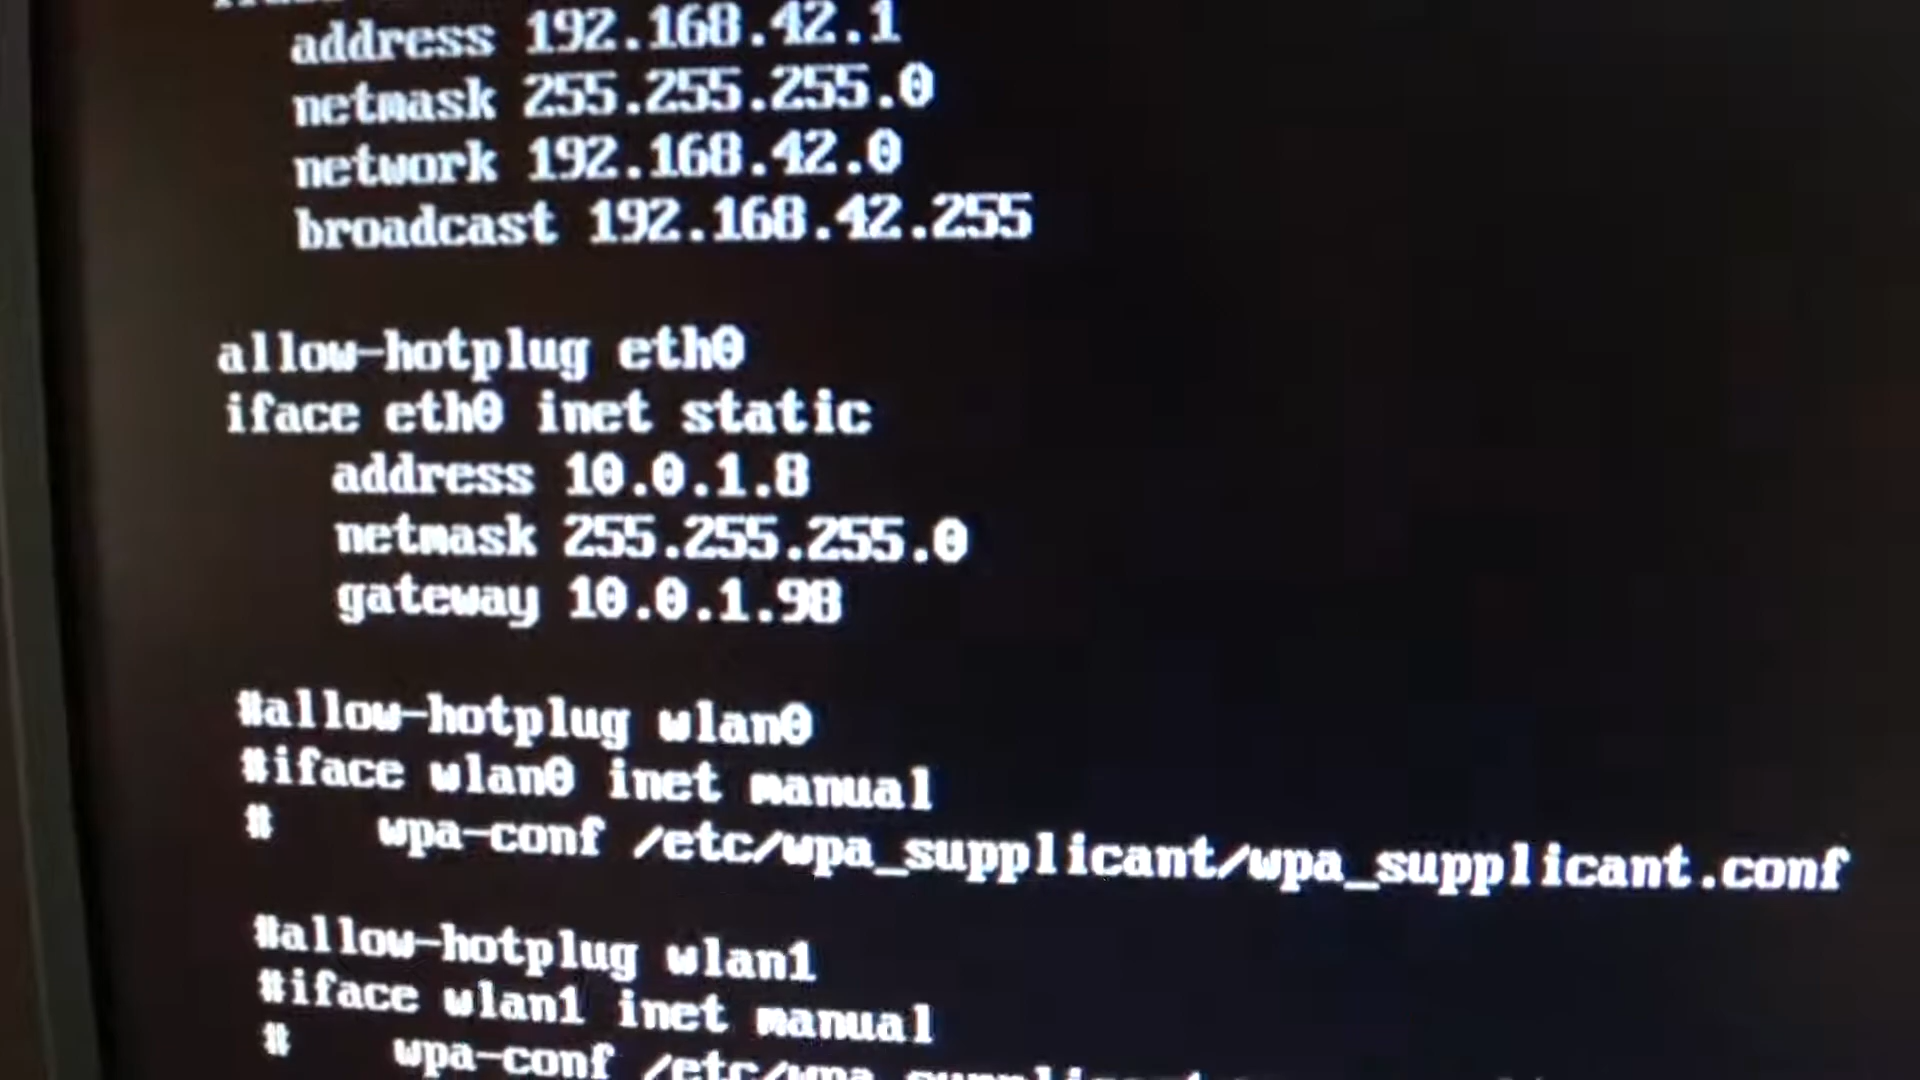 address 192.168.42.1
netmask 255.255.255.0
network 192.168.42.0
broadcast 192.168.42.255
allow-hotplug eth0
iface eth0 inet static
address 10.0.1.8
netmask 255.255.255.0
gateway 10.0.1.98
#allow-hotplug wlan0
#iface wlan0 inet manual
# wpa-conf /etc/wpa_supplicant/wpa_supplicant.conf
#allow-hotplug wlan1
#iface wlan1 inet manual
# wpa-conf